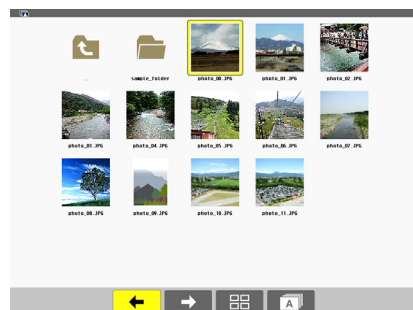 ..
sample_folder
photo_00.JPG
photo_01.JPG
photo_02.JPG
photo_03.JPG
photo_04.JPG
photo_05.JPG
photo_06.JPG
photo_07.JPG
photo_08.JPG
photo_09.JPG
photo_10.JPG
photo_11.JPG
A